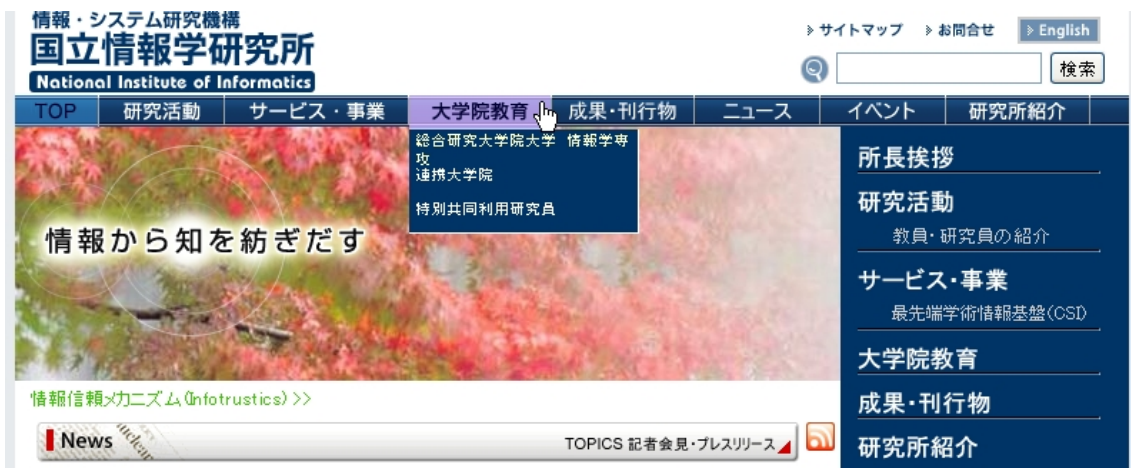 情報・システム研究機構
国立情報学研究所
National Institute of Informatics
サイトマップ お問合せ English
検索
TOP 研究活動 サービス・事業 大学院教育 成果・刊行物 ニュース イベント 研究所紹介
総合研究大学院大学 情報学専
攻
連携大学院
特別共同利用研究員
情報から知を紡ぎだす
所長挨拶
研究活動
教員・研究員の紹介
サービス・事業
最先端学術情報基盤(CSI)
大学院教育
成果・刊行物
研究所紹介
情報信頼メカニズム(Infotrustics)>>
News
TOPICS 記者会見・プレスリリース